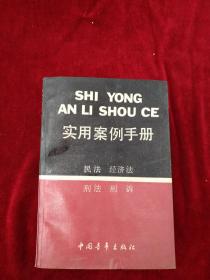 SHI YONG
AN LI SHOU CE
实用案例手册
民法 经济法
刑法 刑诉
中国青年出版社